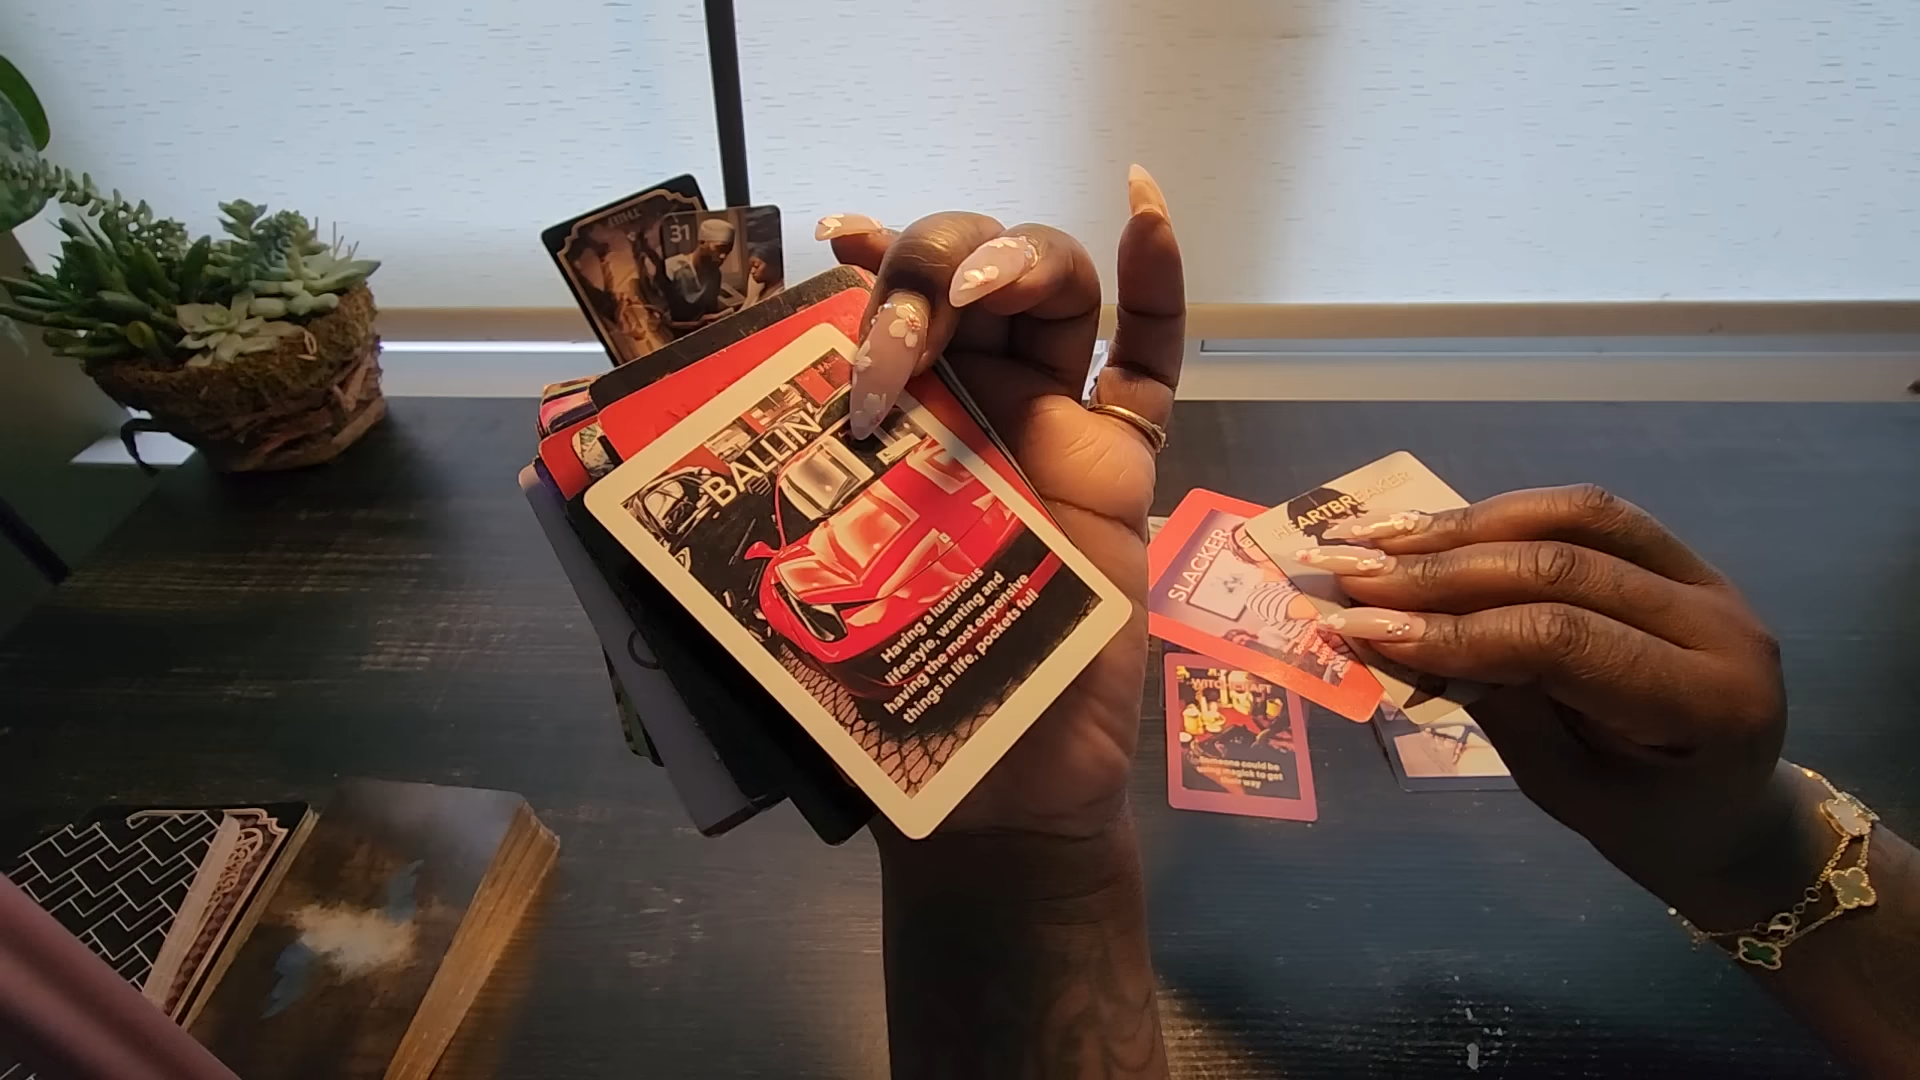 31
BALLIN'
Having a luxurious
lifestyle, wanting and
having the most expensive
things in life, pockets full
HEARTBREAKER
SLACKER
WITCHCRAFT
Someone could be
using magick to get
their way